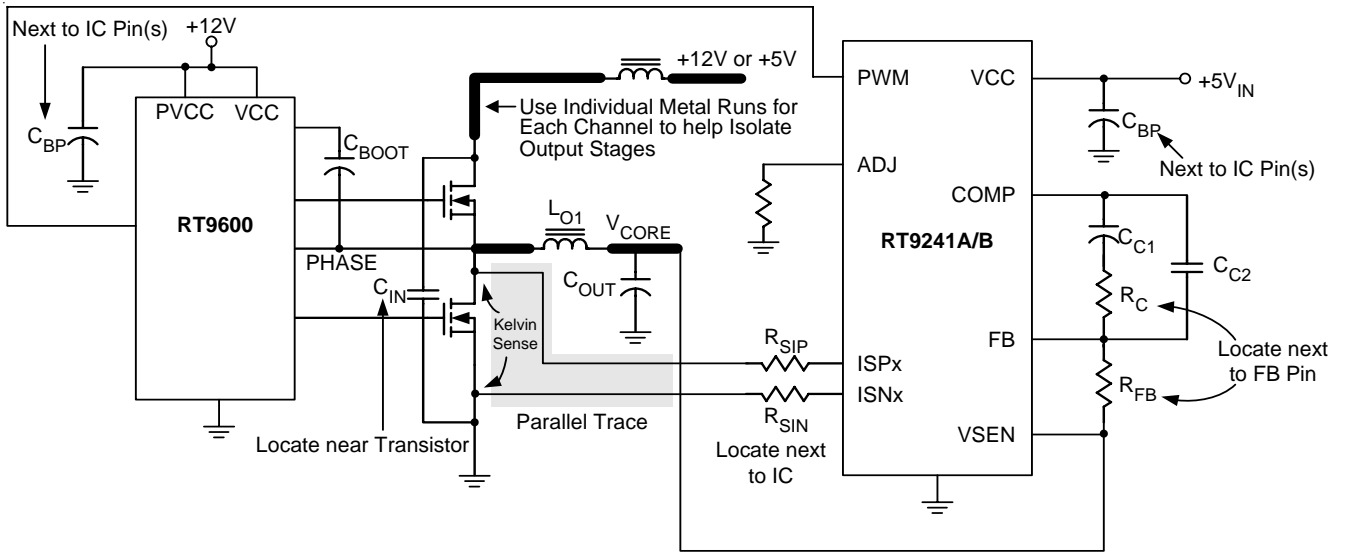 Next to IC Pin(s)
+12V
PVCC
VCC
C_BP
C_BOOT
RT9600
PHASE
C_IN
Locate near Transistor
+12V or +5V
Use Individual Metal Runs for
Each Channel to help Isolate
Output Stages
L_O1
V_CORE
C_OUT
Kelvin
Sense
Parallel Trace
R_SIP
R_SIN
Locate next
to IC
PWM
VCC
ADJ
COMP
RT9241A/B
FB
ISPx
ISNx
VSEN
+5V_IN
C_BP
Next to IC Pin(s)
C_C1
C_C2
R_C
Locate next
to FB Pin
R_FB